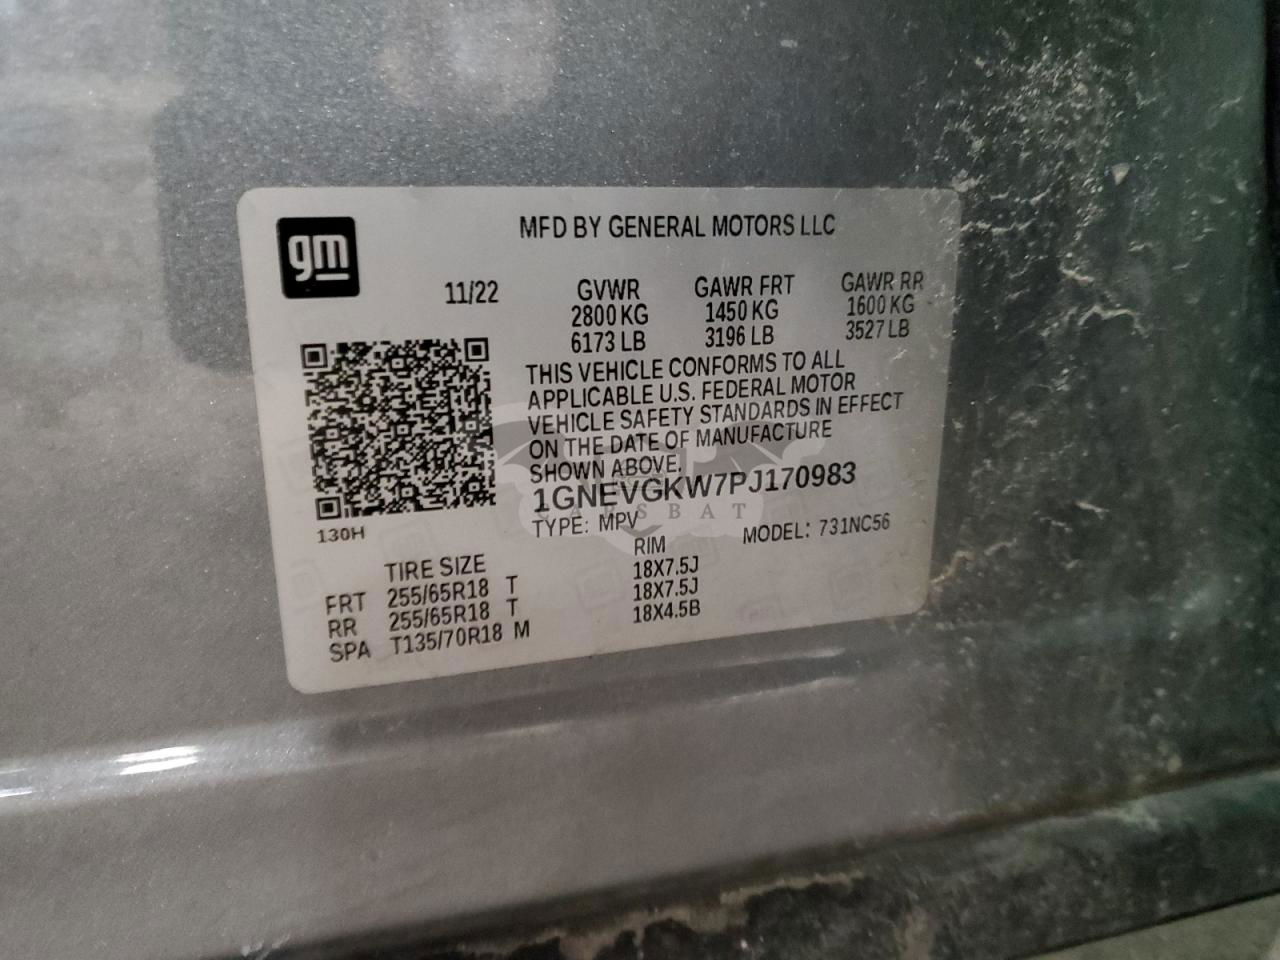 gm
MFD BY GENERAL MOTORS LLC
11/22 GVWR GAWR FRT GAWR RR
2800 KG 1450 KG 1600 KG
6173 LB 3196 LB 3527 LB
THIS VEHICLE CONFORMS TO ALL
APPLICABLE U.S. FEDERAL MOTOR
VEHICLE SAFETY STANDARDS IN EFFECT
ON THE DATE OF MANUFACTURE
SHOWN ABOVE.
1GNEVGKW7PJ170983
CARSBAT
130H
TYPE: MPV MODEL: 731NC56
TIRE SIZE RIM
FRT 255/65R18 T 18X7.5J
RR 255/65R18 T 18X7.5J
SPA T135/70R18 M 18X4.5B